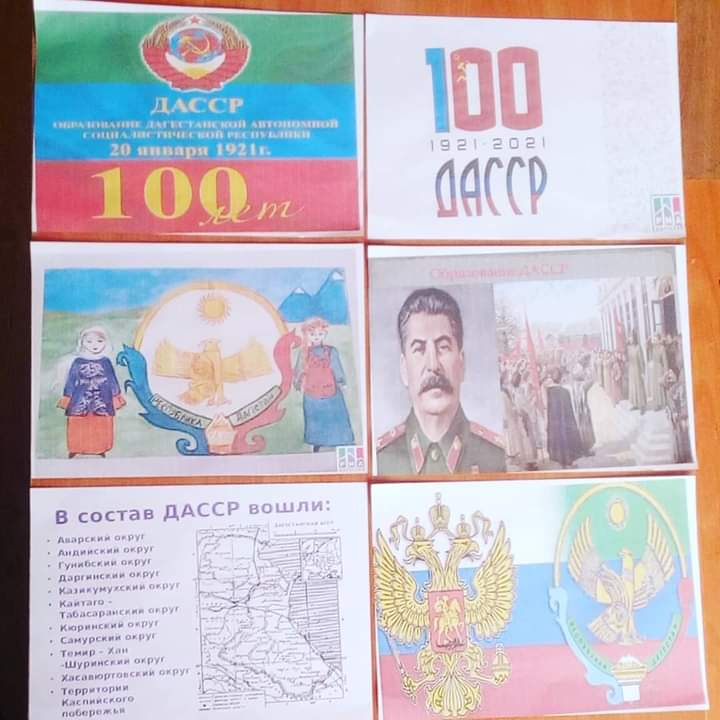 ДАССР
ОБРАЗОВАНИЕ ДАГЕСТАНСКОЙ АВТОНОМНОЙ
СОЦИАЛИСТИЧЕСКОЙ РЕСПУБЛИКИ
20 января 1921г.
100 лет
100
1921-2021
ДАССР
РЕСПУБЛИКА ДАГЕСТАН
Образование ДАССР
В состав ДАССР вошли:
· Аварский округ
· Андийский округ
· Гунибский округ
· Даргинский округ
· Казикумухский округ
· Кайтаго –
Табасаранский округ
· Кюринский округ
· Самурский округ
· Темир – Хан
-Шуринский округ
· Хасавюртовский округ
· Территории
Каспийского
побережья
РЕСПУБЛИКА ДАГЕСТАН